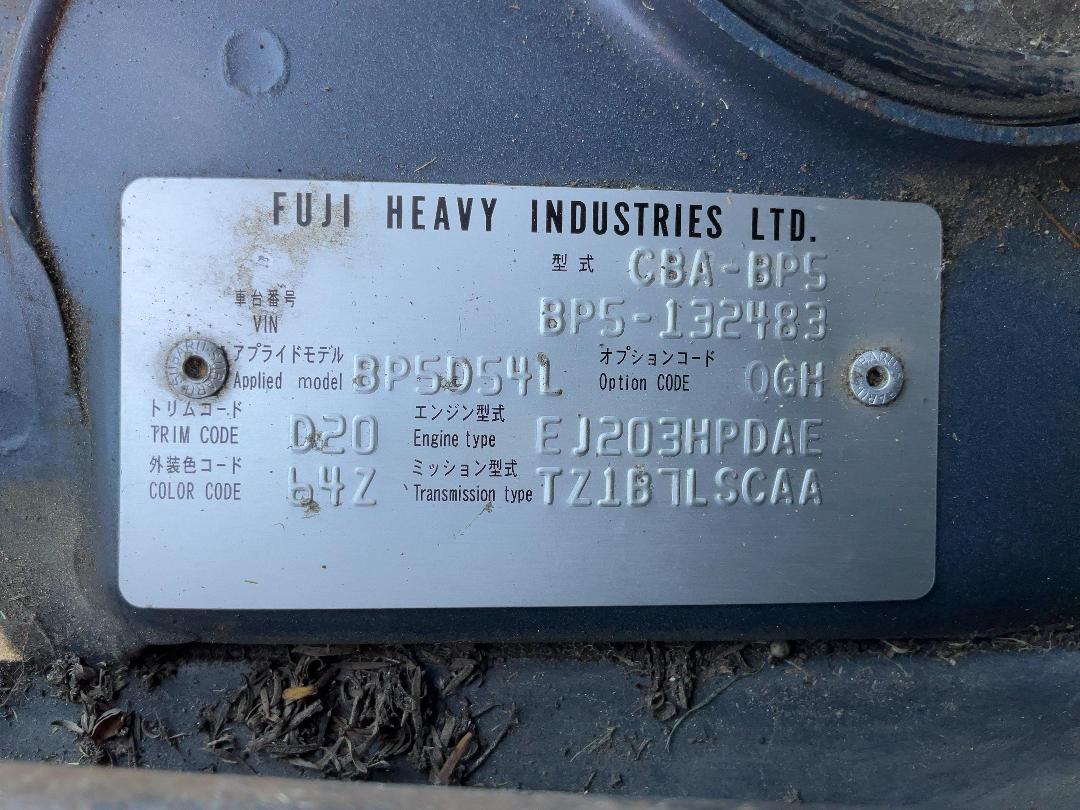 FUJI HEAVY INDUSTRIES LTD.
型式 CBA-BP5
車台番号
VIN BP5-132483
アプライドモデル オプションコード
Applied model BP5D54L Option CODE 0GH
トリムコード エンジン型式
TRIM CODE D20 Engine type EJ203HPDAE
外装色コード ミッション型式
COLOR CODE 64Z Transmission type TZ1B7LSCAA